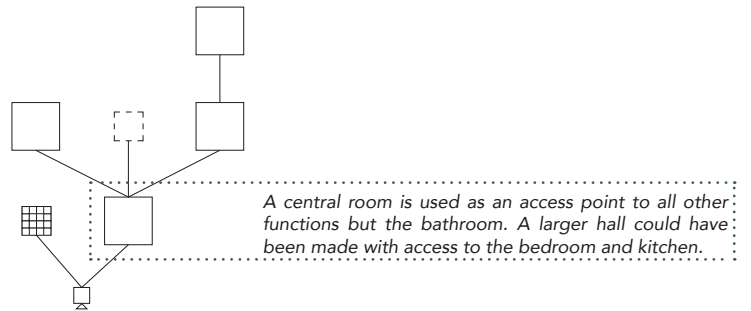 A central room is used as an access point to all other
functions but the bathroom. A larger hall could have
been made with access to the bedroom and kitchen.